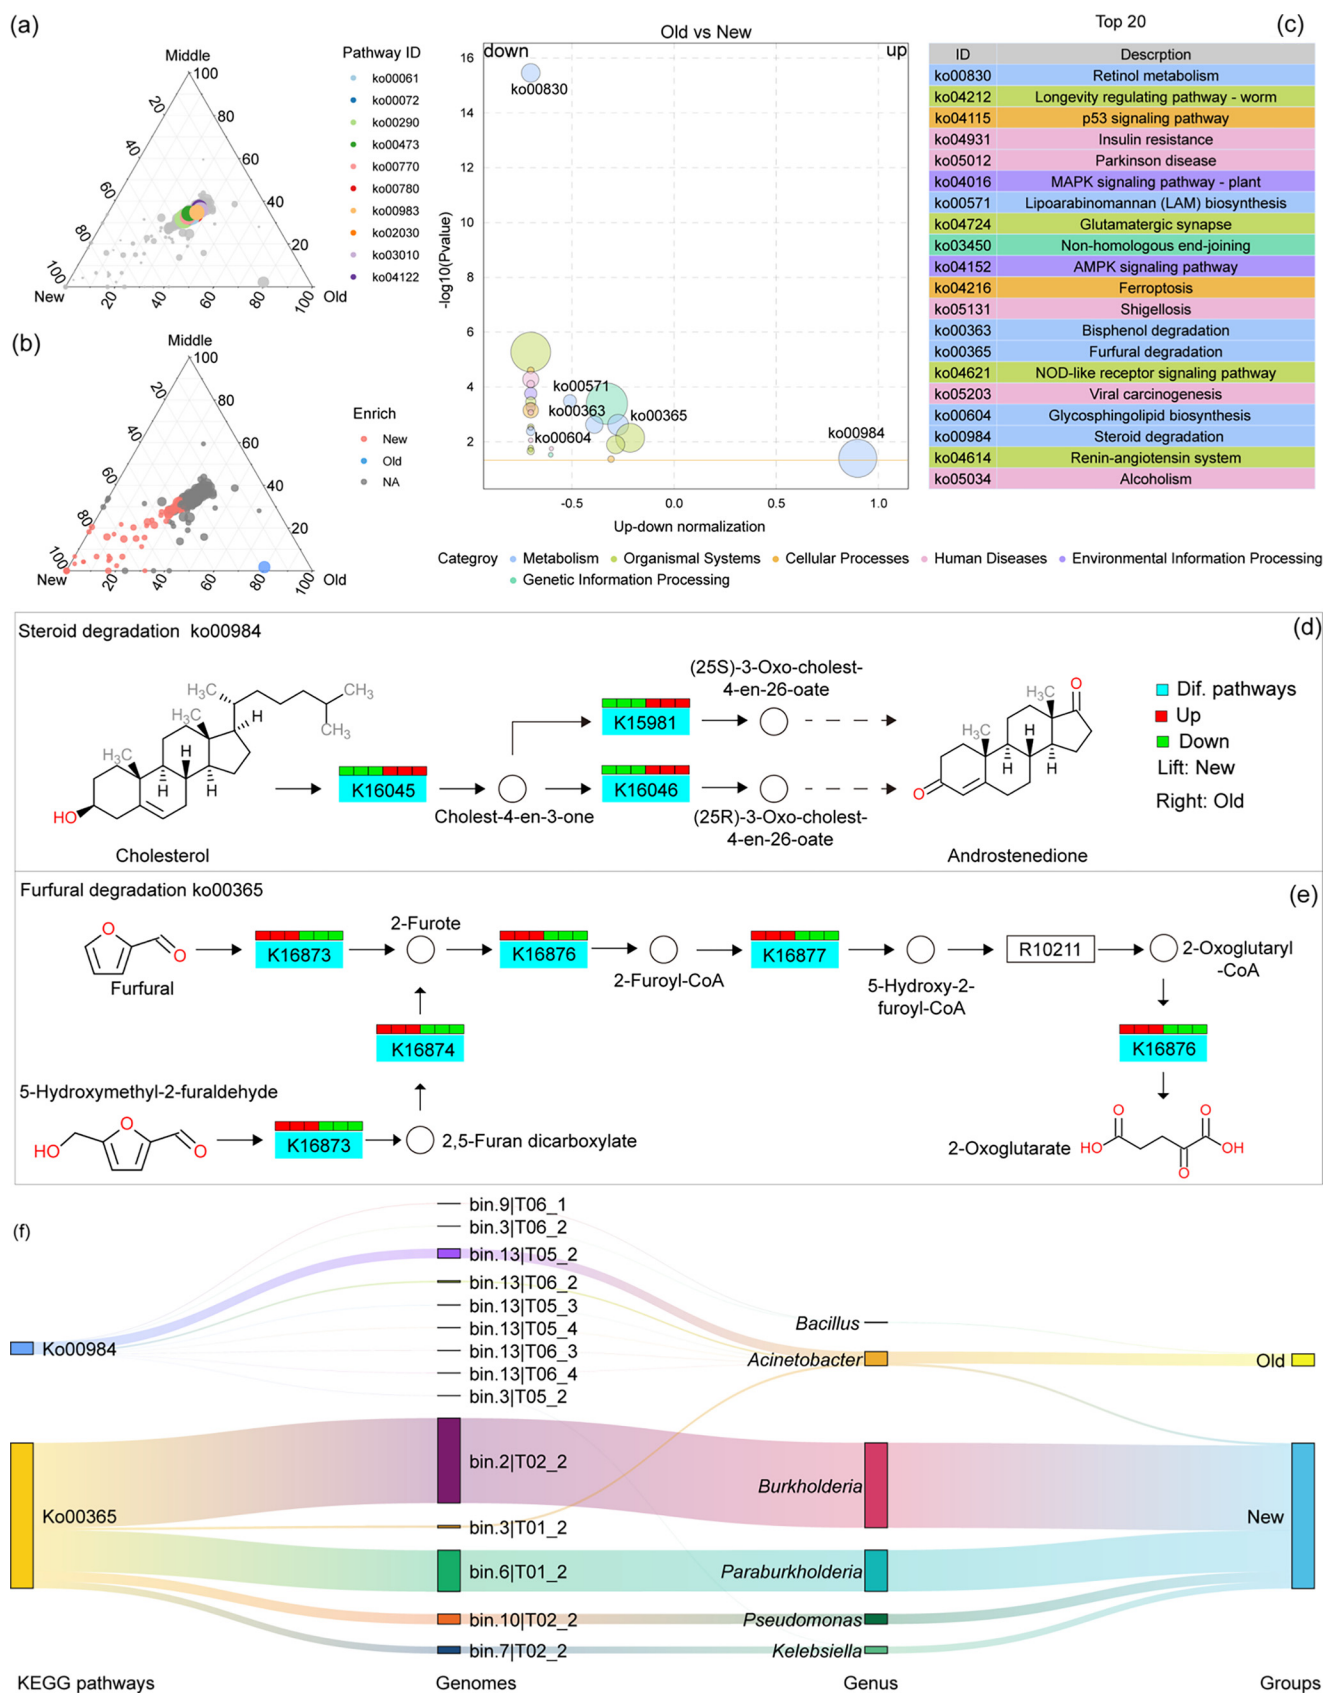 (a)
Middle
100
20
80
40
60
60
40
80
20
100
New
20
40
60
80
100
Old
Pathway ID
ko00061
ko00072
ko00290
ko00473
ko00770
ko00780
ko00983
ko02030
ko03010
ko04122
(b)
Middle
100
20
80
40
60
60
40
80
20
100
New
20
40
60
80
100
Old
Enrich
New
Old
NA
Old vs New
down
up
16
14
12
10
8
6
4
2
-log10(Pvalue)
ko00830
ko00571
ko00363
ko00365
ko00604
ko00984
-0.5
0.0
0.5
1.0
Up-down normalization
Top 20
(c)
ID Descrption
ko00830 Retinol metabolism
ko04212 Longevity regulating pathway - worm
ko04115 p53 signaling pathway
ko04931 Insulin resistance
ko05012 Parkinson disease
ko04016 MAPK signaling pathway - plant
ko00571 Lipoarabinomannan (LAM) biosynthesis
ko04724 Glutamatergic synapse
ko03450 Non-homologous end-joining
ko04152 AMPK signaling pathway
ko04216 Ferroptosis
ko05131 Shigellosis
ko00363 Bisphenol degradation
ko00365 Furfural degradation
ko04621 NOD-like receptor signaling pathway
ko05203 Viral carcinogenesis
ko00604 Glycosphingolipid biosynthesis
ko00984 Steroid degradation
ko04614 Renin-angiotensin system
ko05034 Alcoholism
Categroy Metabolism Organismal Systems Cellular Processes Human Diseases Environmental Information Processing
Genetic Information Processing
Steroid degradation ko00984
(d)
H₃C
CH₃
CH₃
H₃C
H
H₃C
H
H
H
HO
Cholesterol
K16045
Cholest-4-en-3-one
K15981
(25S)-3-Oxo-cholest-
4-en-26-oate
K16046
(25R)-3-Oxo-cholest-
4-en-26-oate
H₃C
O
H₃C
H
H
H
O
Androstenedione
Dif. pathways
Up
Down
Lift: New
Right: Old
Furfural degradation ko00365
(e)
O
O
Furfural
K16873
2-Furote
K16876
2-Furoyl-CoA
K16877
5-Hydroxy-2-
furoyl-CoA
R10211
2-Oxoglutaryl
-CoA
K16874
K16876
5-Hydroxymethyl-2-furaldehyde
HO
O
O
K16873
2,5-Furan dicarboxylate
2-Oxoglutarate
O
O
HO
OH
O
(f)
bin.9|T06_1
bin.3|T06_2
bin.13|T05_2
bin.13|T06_2
bin.13|T05_3
bin.13|T05_4
bin.13|T06_3
bin.13|T06_4
bin.3|T05_2
bin.2|T02_2
bin.3|T01_2
bin.6|T01_2
bin.10|T02_2
bin.7|T02_2
Ko00984
Ko00365
Bacillus
Acinetobacter
Burkholderia
Paraburkholderia
Pseudomonas
Kelebsiella
Old
New
KEGG pathways
Genomes
Genus
Groups